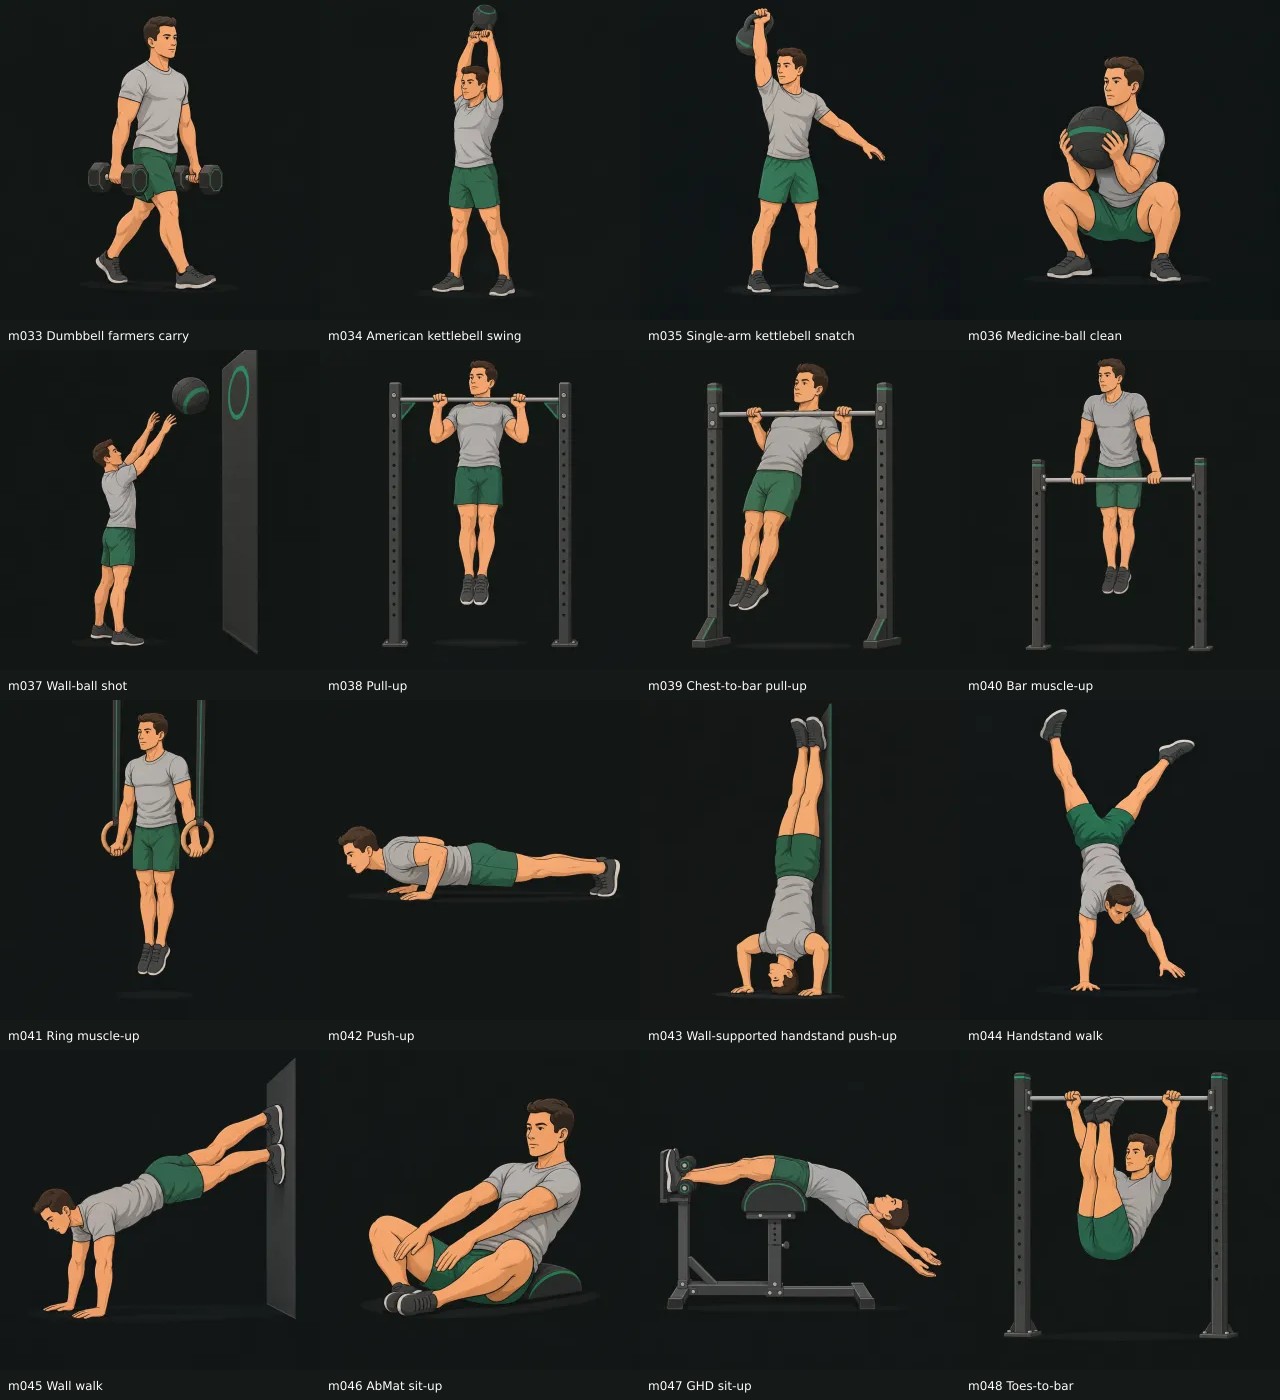 m033 Dumbbell farmers carry
m034 American kettlebell swing
m035 Single-arm kettlebell snatch
m036 Medicine-ball clean
m037 Wall-ball shot
m038 Pull-up
m039 Chest-to-bar pull-up
m040 Bar muscle-up
m041 Ring muscle-up
m042 Push-up
m043 Wall-supported handstand push-up
m044 Handstand walk
m045 Wall walk
m046 AbMat sit-up
m047 GHD sit-up
m048 Toes-to-bar